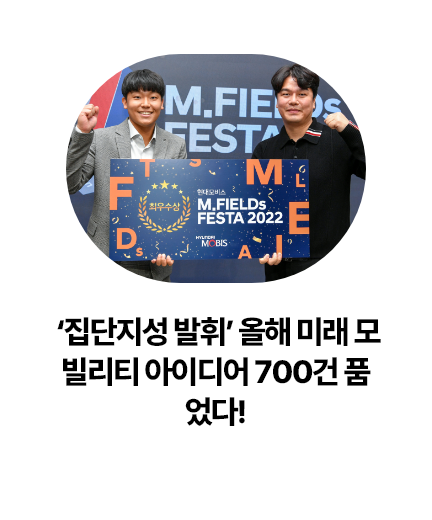 M.FIELDs
FESTA
최우수상
현대모비스
M.FIELDs
FESTA 2022
HYUNDAI
MOBIS
‘집단지성 발휘’ 올해 미래 모
빌리티 아이디어 700건 품
었다!